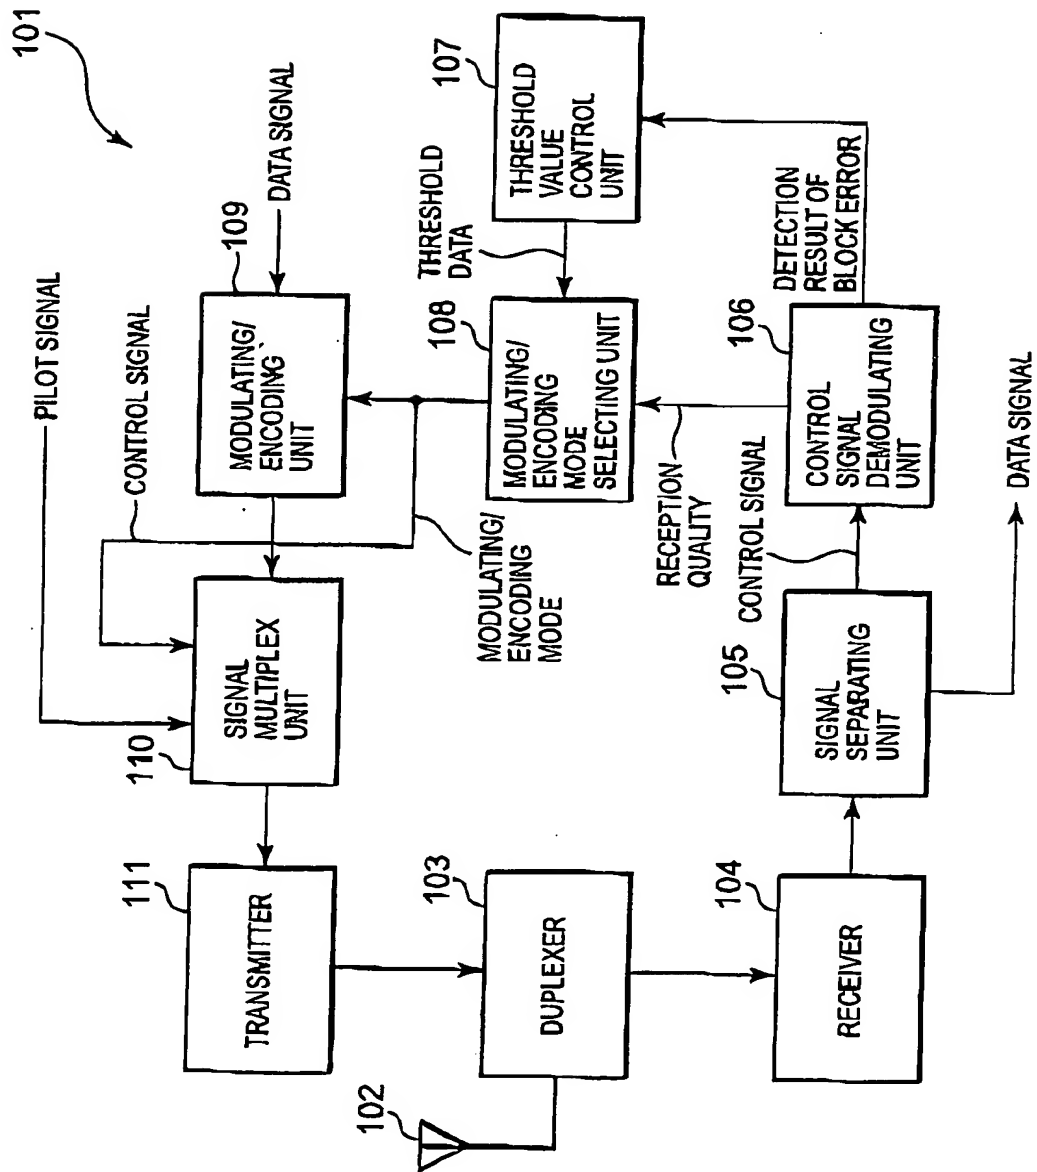 101
PILOT SIGNAL
CONTROL SIGNAL
DATA SIGNAL
109
MODULATING/
ENCODING
UNIT
110
SIGNAL
MULTIPLEX
UNIT
111
TRANSMITTER
102
103
DUPLEXER
104
RECEIVER
105
SIGNAL
SEPARATING
UNIT
DATA SIGNAL
CONTROL SIGNAL
106
CONTROL
SIGNAL
DEMODULATING
UNIT
RECEPTION
QUALITY
DETECTION
RESULT OF
BLOCK ERROR
107
THRESHOLD
VALUE
CONTROL
UNIT
THRESHOLD
DATA
108
MODULATING/
ENCODING
MODE
SELECTING UNIT
MODULATING/
ENCODING
MODE